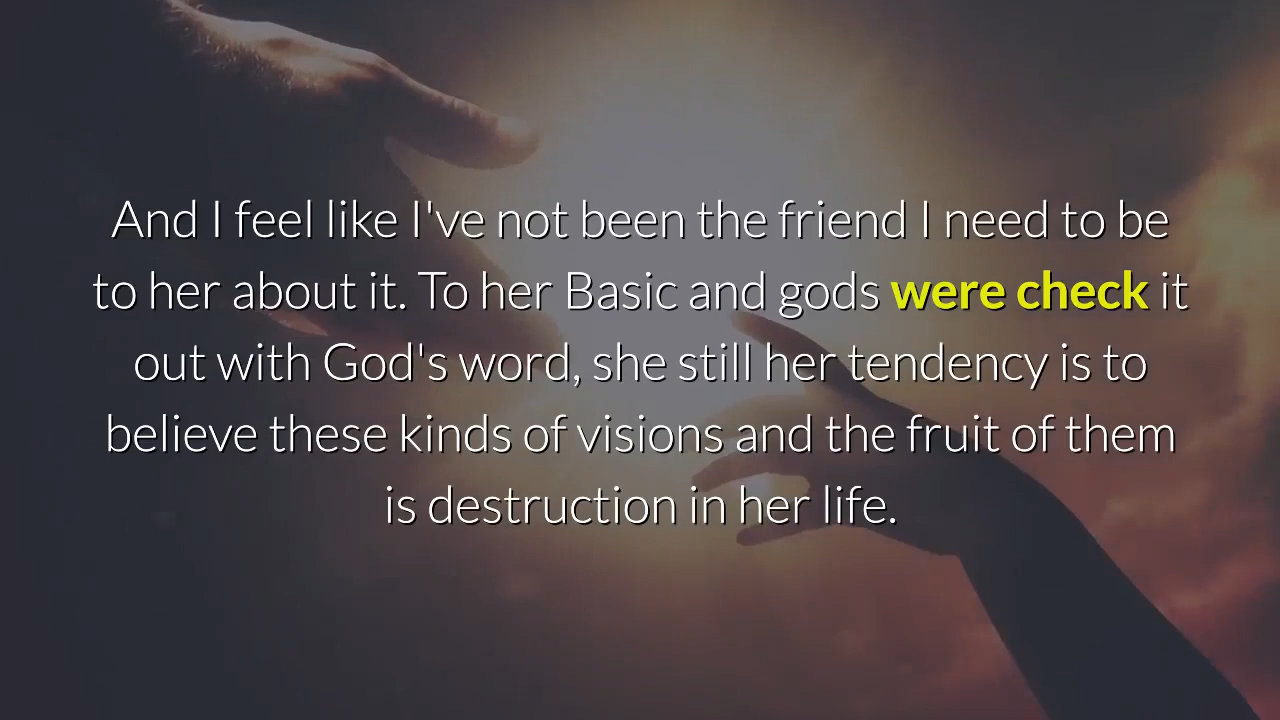 And I feel like I've not been the friend I need to be
to her about it. To her Basic and gods were check it
out with God's word, she still her tendency is to
believe these kinds of visions and the fruit of them
is destruction in her life.